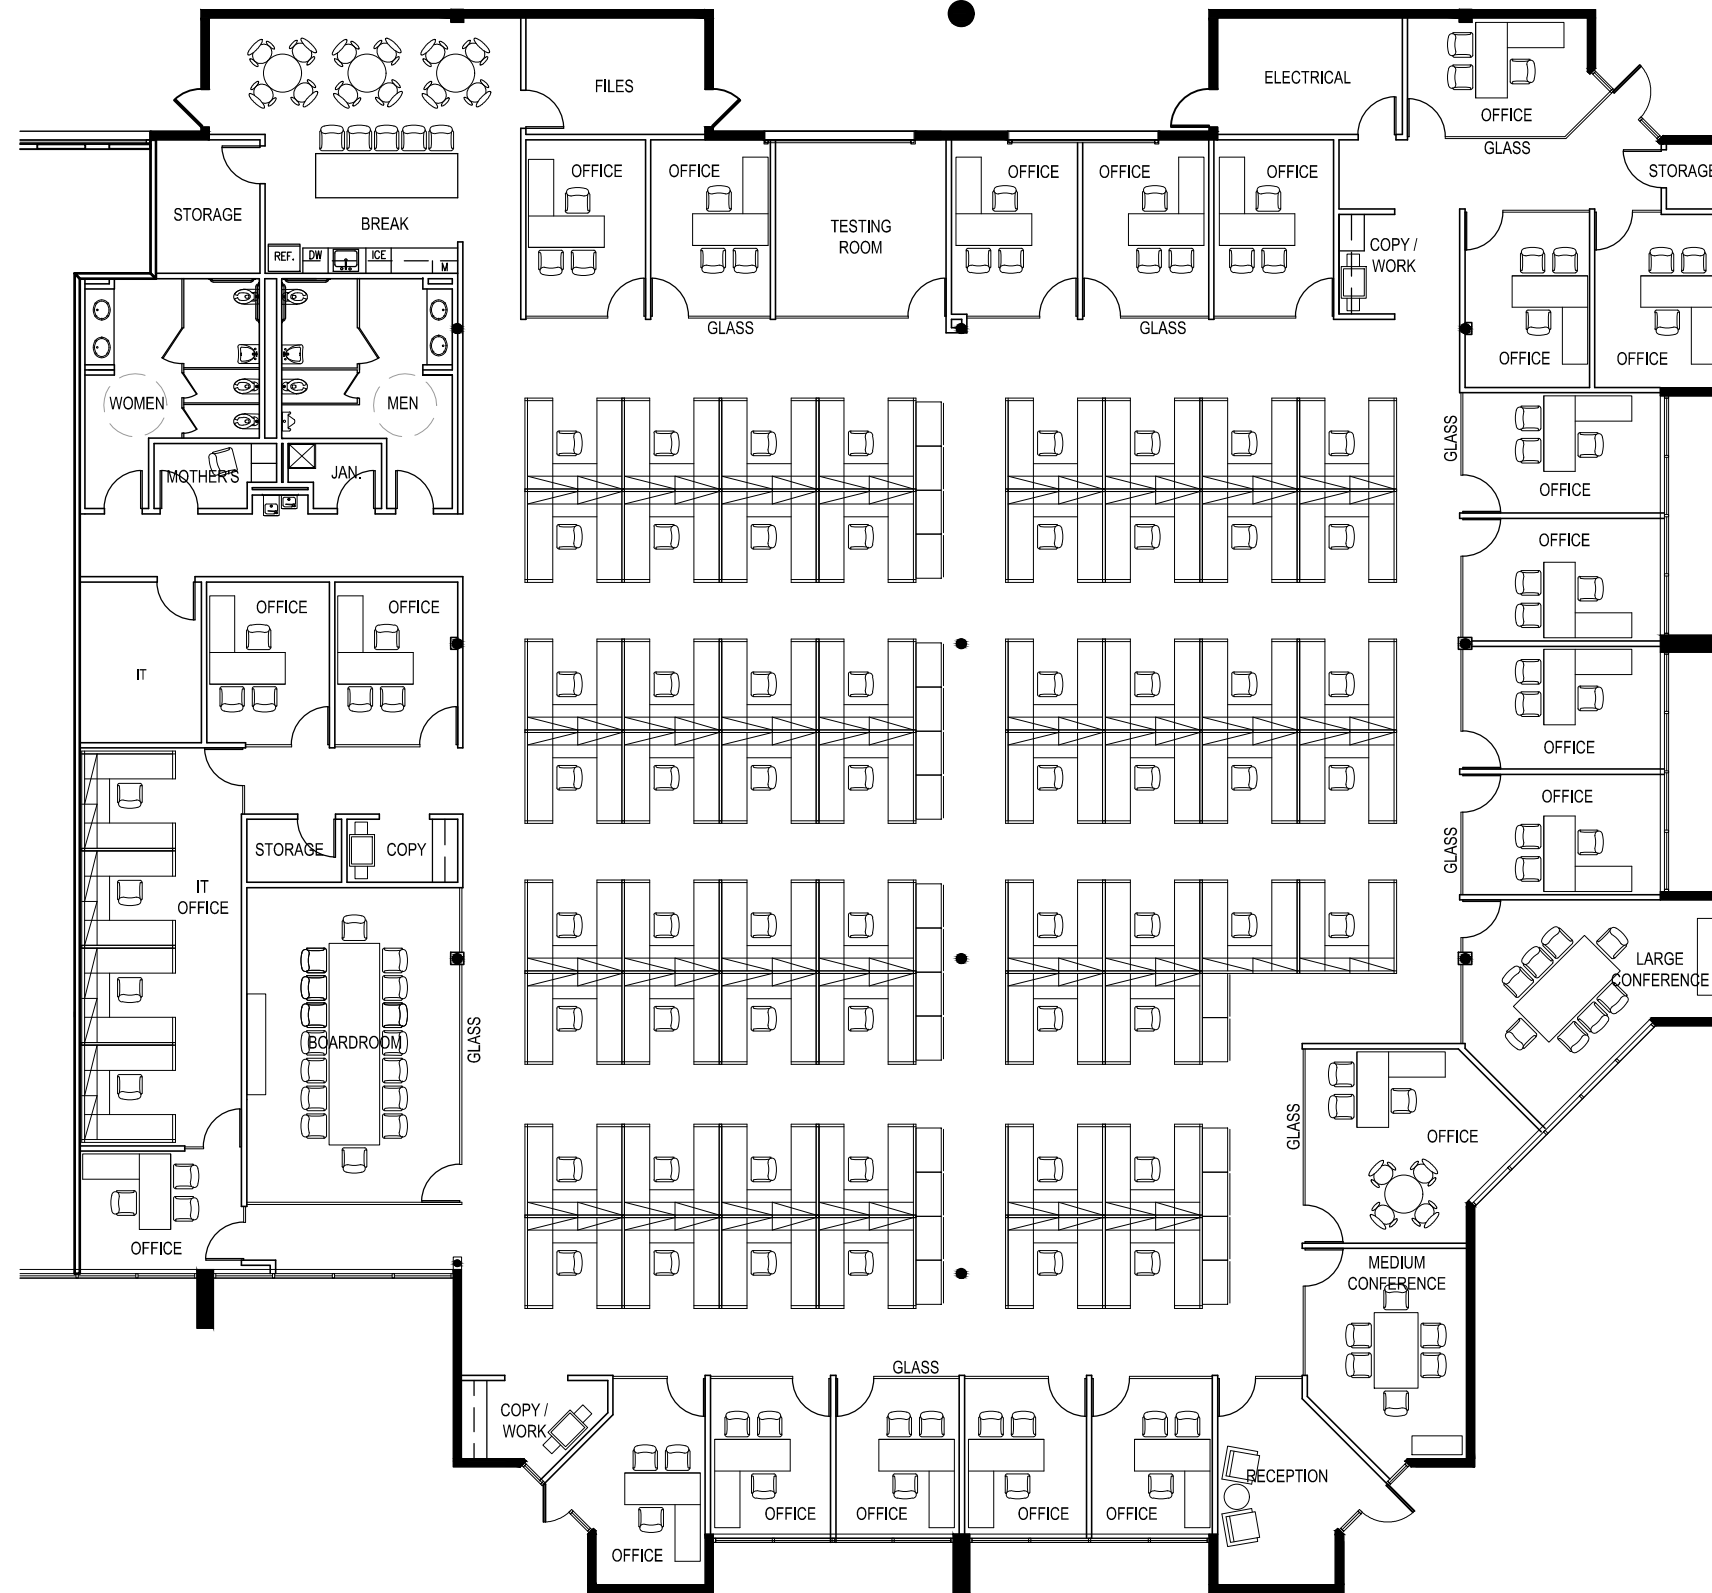 FILES
ELECTRICAL
OFFICE
GLASS
STORAGE
OFFICE
OFFICE
OFFICE
OFFICE
OFFICE
STORAGE
BREAK
TESTING
ROOM
COPY /
WORK
REF.
DW
ICE
M
GLASS
GLASS
OFFICE
OFFICE
WOMEN
MEN
GLASS
MOTHER'S
JAN.
OFFICE
OFFICE
OFFICE
OFFICE
IT
OFFICE
OFFICE
STORAGE
COPY
GLASS
IT
OFFICE
LARGE
CONFERENCE
BOARDROOM
GLASS
GLASS
OFFICE
OFFICE
MEDIUM
CONFERENCE
GLASS
COPY /
WORK
RECEPTION
OFFICE
OFFICE
OFFICE
OFFICE
OFFICE